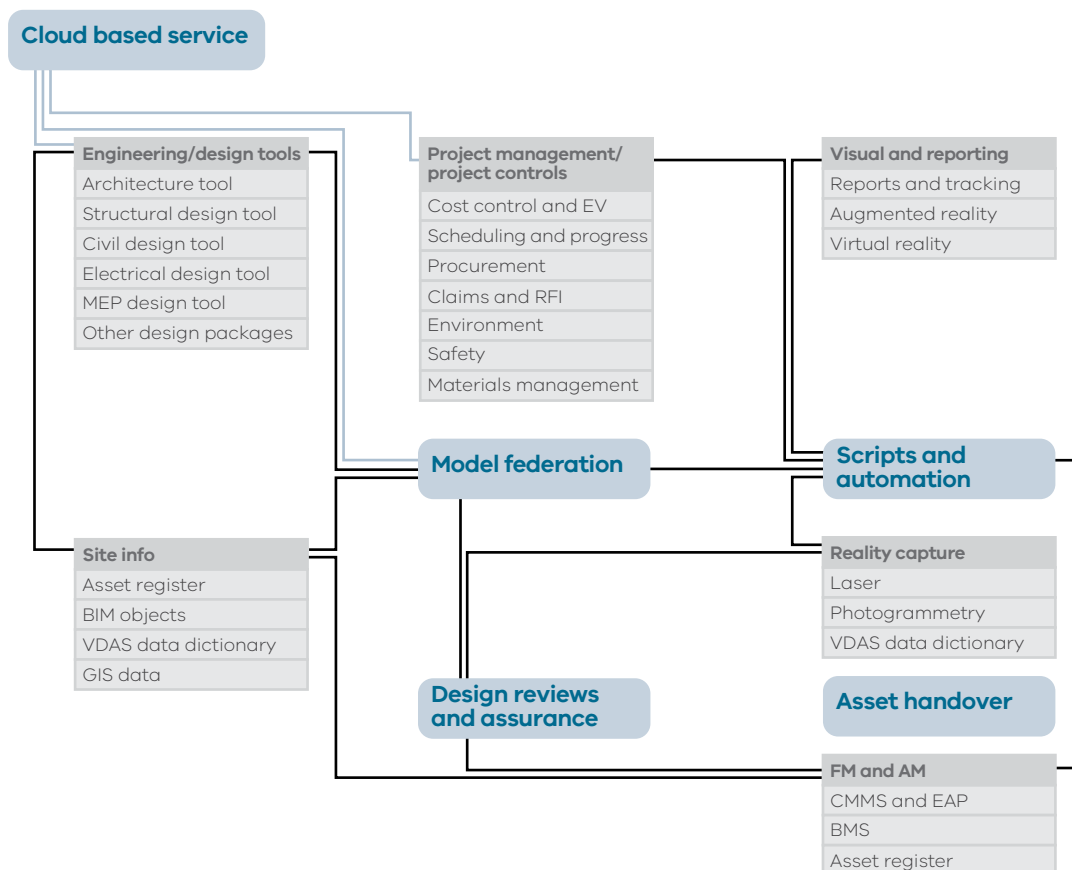 Cloud based service
Engineering/design tools
Architecture tool
Structural design tool
Civil design tool
Electrical design tool
MEP design tool
Other design packages
Project management/
project controls
Cost control and EV
Scheduling and progress
Procurement
Claims and RFI
Environment
Safety
Materials management
Visual and reporting
Reports and tracking
Augmented reality
Virtual reality
Model federation
Scripts and
automation
Site info
Asset register
BIM objects
VDAS data dictionary
GIS data
Reality capture
Laser
Photogrammetry
VDAS data dictionary
Design reviews
and assurance
Asset handover
FM and AM
CMMS and EAP
BMS
Asset register